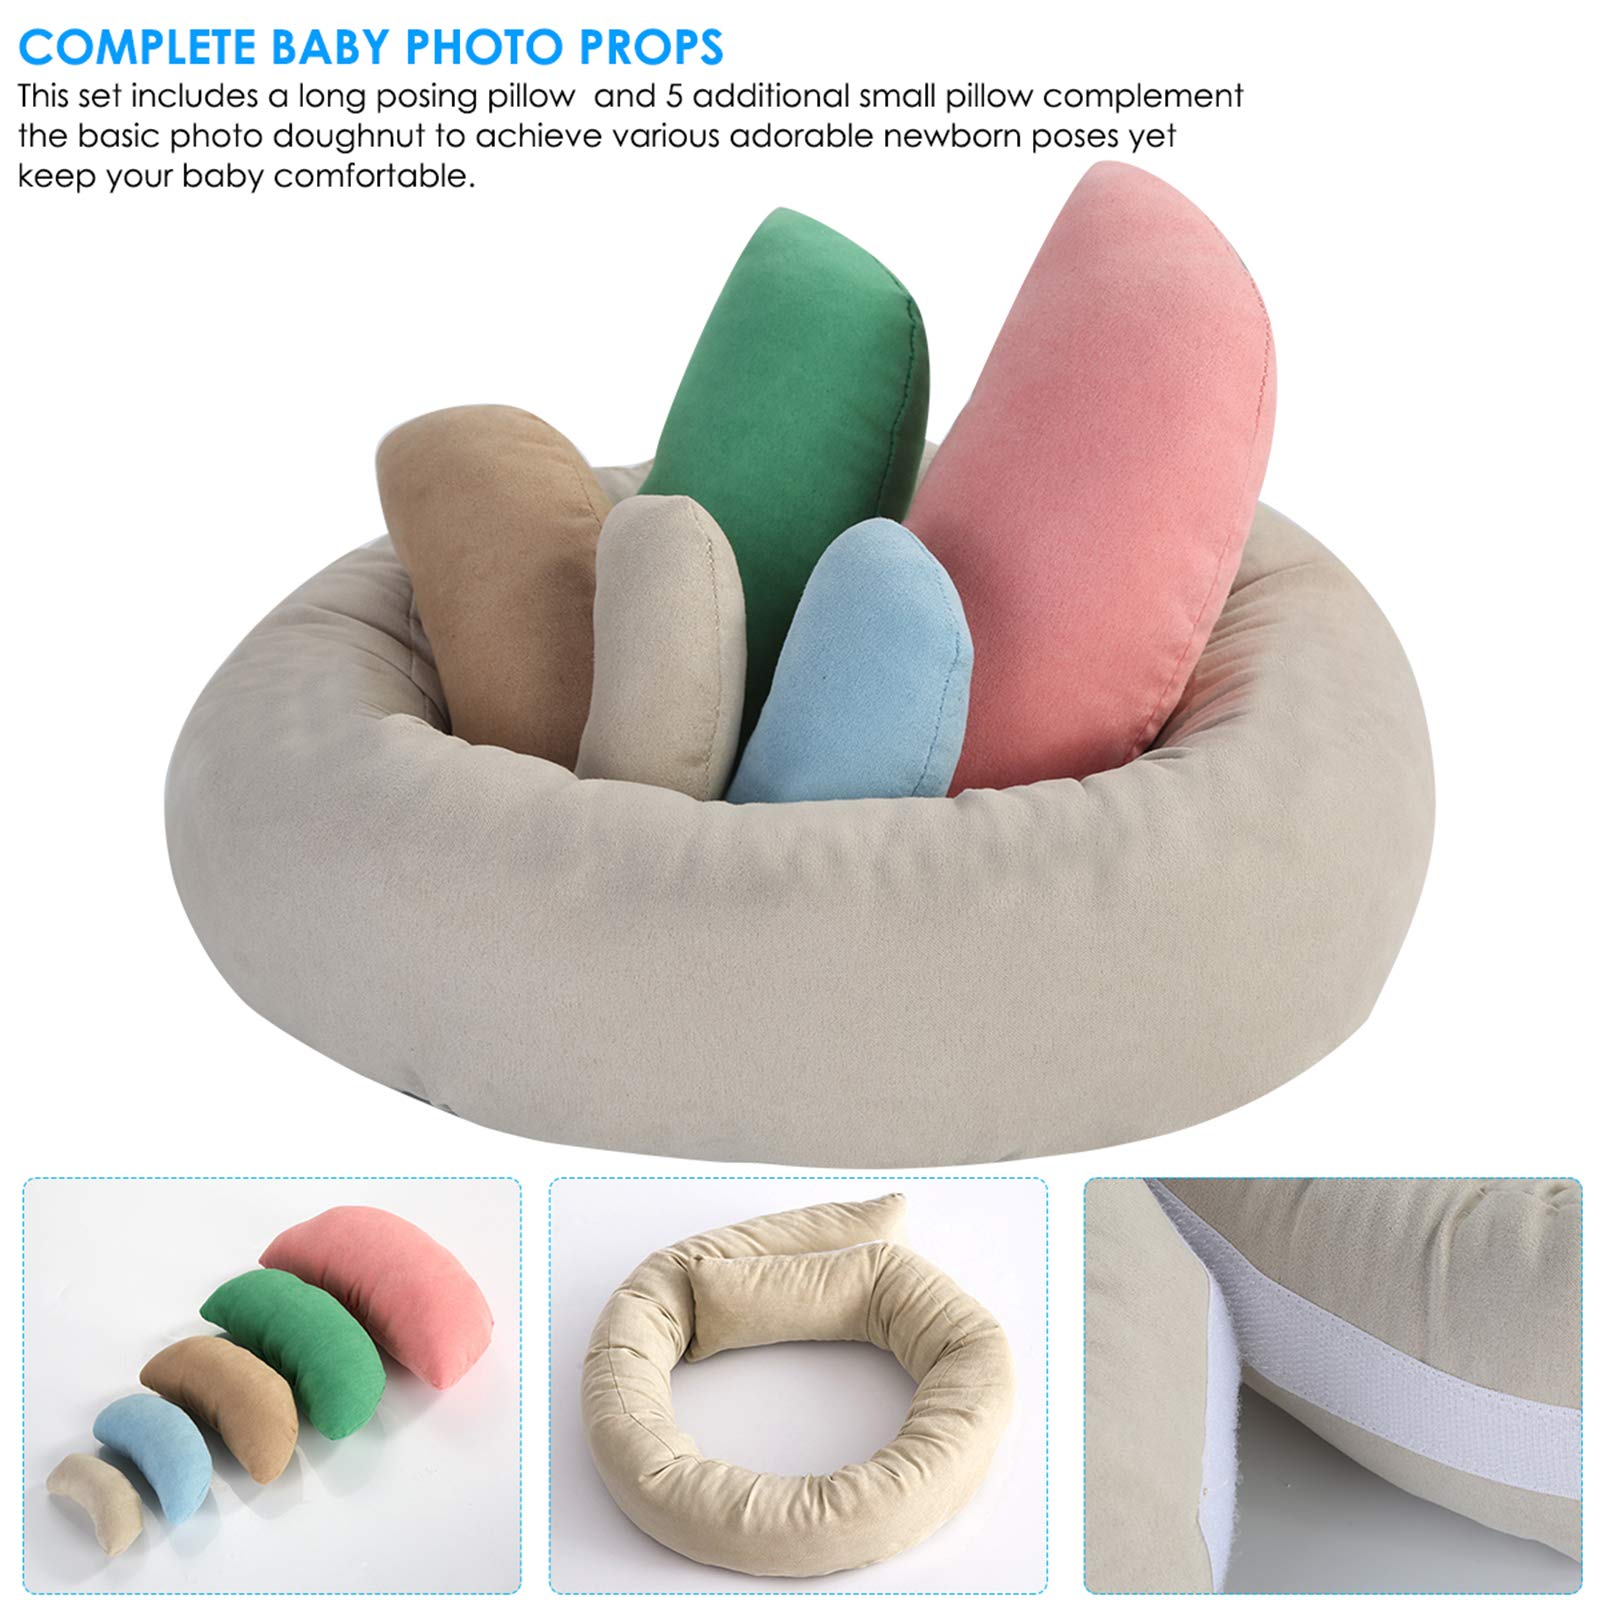 COMPLETE BABY PHOTO PROPS
This set includes a long posing pillow  and 5 additional small pillow complement
the basic photo doughnut to achieve various adorable newborn poses yet
keep your baby comfortable.